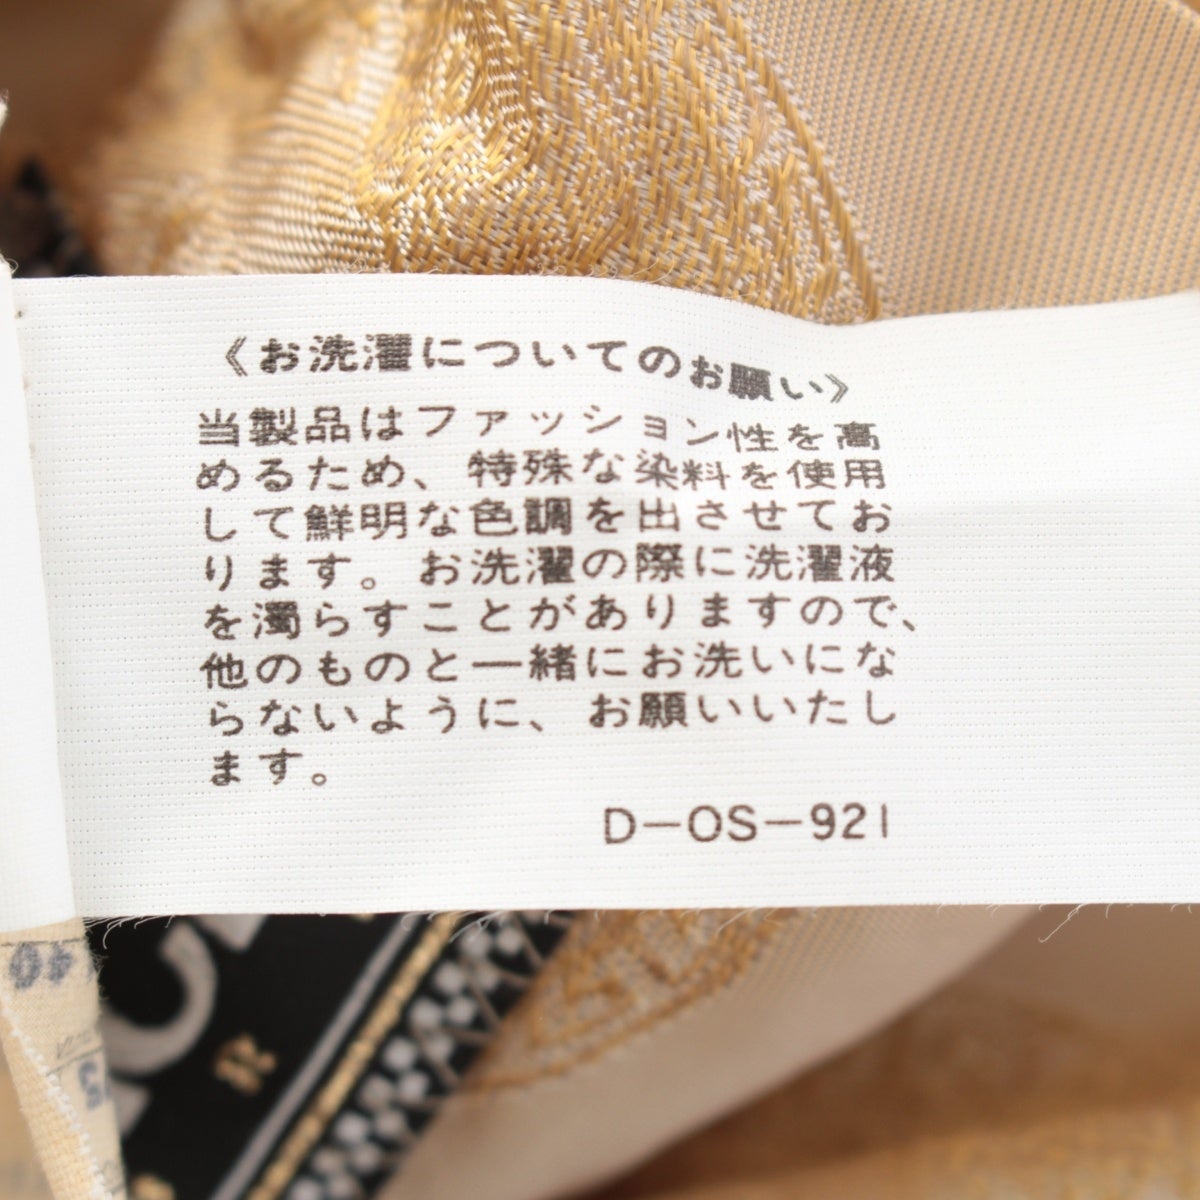 《お洗濯についてのお願い》
当製品はファッション性を高
めるため、特殊な染料を使用
して鮮明な色調を出させてお
ります。お洗濯の際に洗濯液
を濁らすことがありますので、
他のものと一緒にお洗いにな
らないように、お願いいたし
ます。
D-OS-921
40